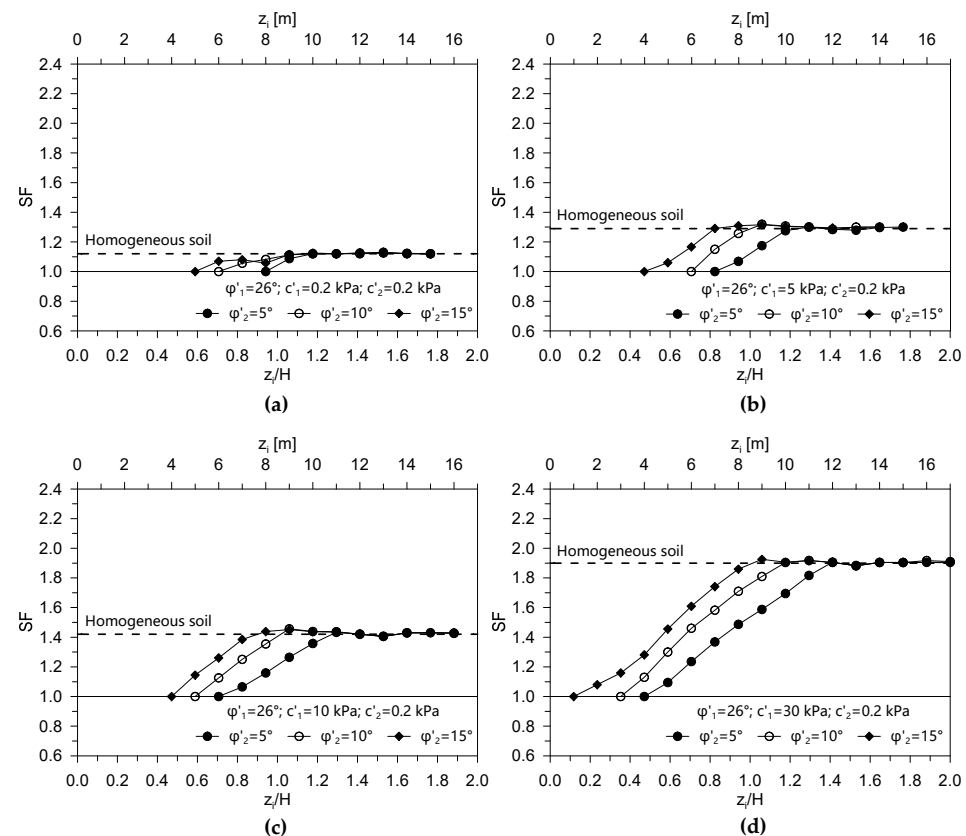 z_i [m]
0 2 4 6 8 10 12 14 16
2.4
2.2
2.0
1.8
1.6
1.4
1.2
1.0
0.8
0.6
SF
Homogeneous soil
φ'₁=26°; c'₁=0.2 kPa; c'₂=0.2 kPa
φ'₂=5° φ'₂=10° φ'₂=15°
0.0 0.2 0.4 0.6 0.8 1.0 1.2 1.4 1.6 1.8 2.0
z_i/H
(a)
z_i [m]
0 2 4 6 8 10 12 14 16
2.4
2.2
2.0
1.8
1.6
1.4
1.2
1.0
0.8
0.6
SF
Homogeneous soil
φ'₁=26°; c'₁=5 kPa; c'₂=0.2 kPa
φ'₂=5° φ'₂=10° φ'₂=15°
0.0 0.2 0.4 0.6 0.8 1.0 1.2 1.4 1.6 1.8 2.0
z_i/H
(b)
z_i [m]
0 2 4 6 8 10 12 14 16
2.4
2.2
2.0
1.8
1.6
1.4
1.2
1.0
0.8
0.6
SF
Homogeneous soil
φ'₁=26°; c'₁=10 kPa; c'₂=0.2 kPa
φ'₂=5° φ'₂=10° φ'₂=15°
0.0 0.2 0.4 0.6 0.8 1.0 1.2 1.4 1.6 1.8 2.0
z_i/H
(c)
z_i [m]
0 2 4 6 8 10 12 14 16
2.4
2.2
2.0
1.8
1.6
1.4
1.2
1.0
0.8
0.6
SF
Homogeneous soil
φ'₁=26°; c'₁=30 kPa; c'₂=0.2 kPa
φ'₂=5° φ'₂=10° φ'₂=15°
0.0 0.2 0.4 0.6 0.8 1.0 1.2 1.4 1.6 1.8 2.0
z_i/H
(d)